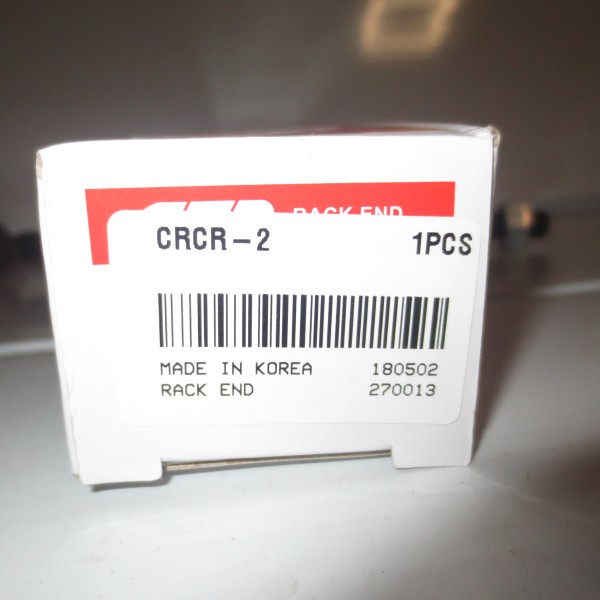 RACK END
CRCR-2 1PCS
MADE IN KOREA 180502
RACK END 270013